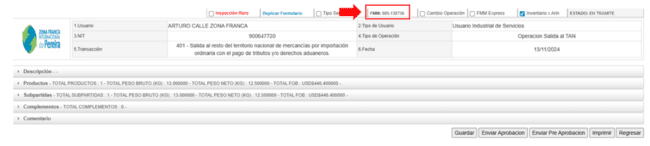 Inspección Rara Replicar Formulario Tipo FMM: 986-138736 Cambio Operación FMM Express Inventario x Arin ESTADO: EN TRAMITE
ZONA FRANCA
INTERNACIONAL
de Pereira
1.Usuario ARTURO CALLE ZONA FRANCA 2.Tipo de Usuario Usuario Industrial de Servicios
3.NIT 900647720 4.Tipo de Operación Operacion Salida al TAN
5.Transacción 401 - Salida al resto del territorio nacional de mercancías por importación ordinaria con el pago de tributos y/o derechos aduaneros. 6.Fecha 13/11/2024
Descripción - -
Productos - TOTAL PRODUCTOS : 1 - TOTAL PESO BRUTO (KG) : 13.000000 - TOTAL PESO NETO (KG) : 12.500000 - TOTAL FOB : USD$446.400000 -
Subpartidas - TOTAL SUBPARTIDAS : 1 - TOTAL PESO BRUTO (KG) : 13.000000 - TOTAL PESO NETO (KG) : 12.500000 - TOTAL FOB : USD$446.400000 -
Complementos - TOTAL COMPLEMENTOS : 0 -
Comentario
Guardar Enviar Aprobacion Enviar Pre Aprobacion Imprimir Regresar